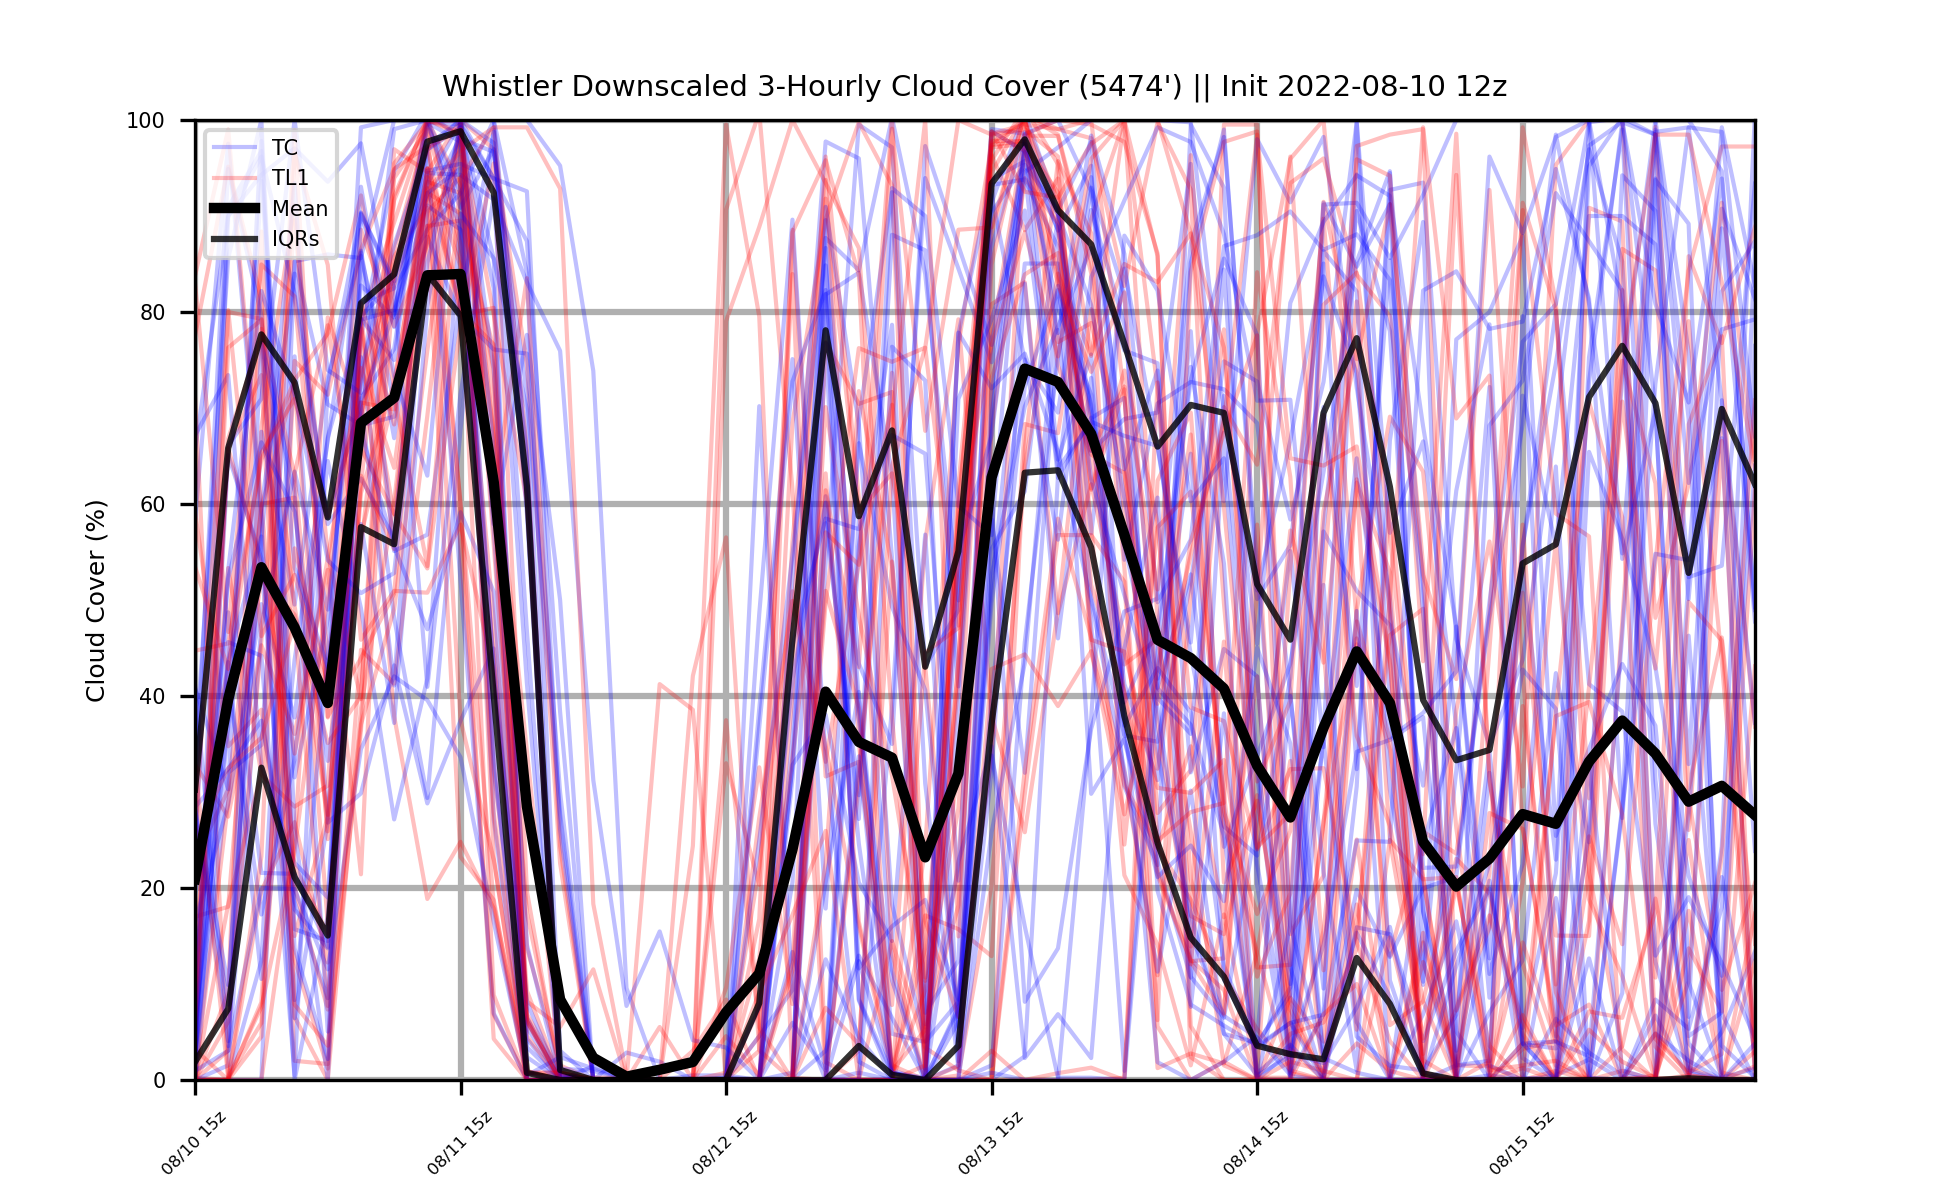 Whistler Downscaled 3-Hourly Cloud Cover (5474') || Init 2022-08-10 12z
100
80
60
40
20
0
Cloud Cover (%)
TC
TL1
Mean
IQRs
08/10 15z
08/11 15z
08/12 15z
08/13 15z
08/14 15z
08/15 15z